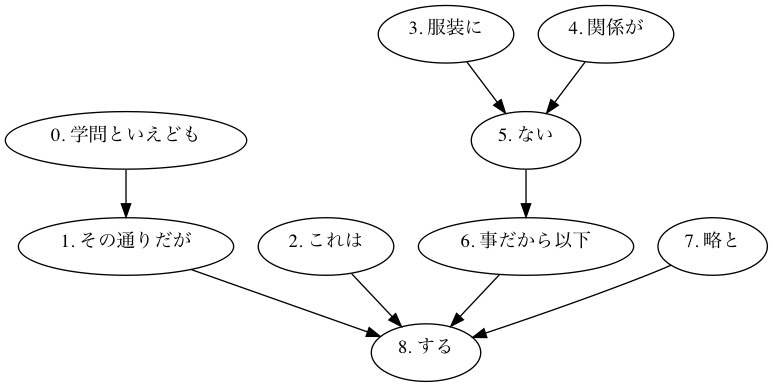 3. 服装に
4. 関係が
0. 学問といえども
5. ない
1. その通りだが
2. これは
6. 事だから以下
7. 略と
8. する